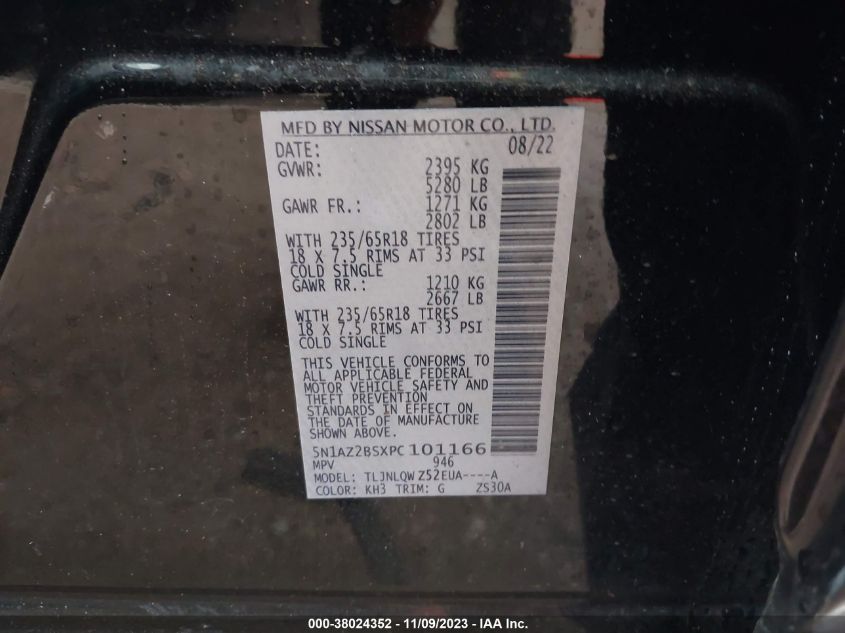 MFD BY NISSAN MOTOR CO., LTD.
DATE: 08/22
GVWR: 2395 KG
5280 LB
GAWR FR.: 1271 KG
2802 LB
WITH 235/65R18 TIRES
18 X 7.5 RIMS AT 33 PSI
COLD SINGLE
GAWR RR.: 1210 KG
2667 LB
WITH 235/65R18 TIRES
18 X 7.5 RIMS AT 33 PSI
COLD SINGLE
THIS VEHICLE CONFORMS TO
ALL APPLICABLE FEDERAL
MOTOR VEHICLE SAFETY AND
THEFT PREVENTION
STANDARDS IN EFFECT ON
THE DATE OF MANUFACTURE
SHOWN ABOVE.
5N1AZ2BSXPC101166
MPV 946
MODEL: TLJNLQW Z52EUA----A
COLOR: KH3 TRIM: G ZS30A
000-38024352 - 11/09/2023 - IAA Inc.